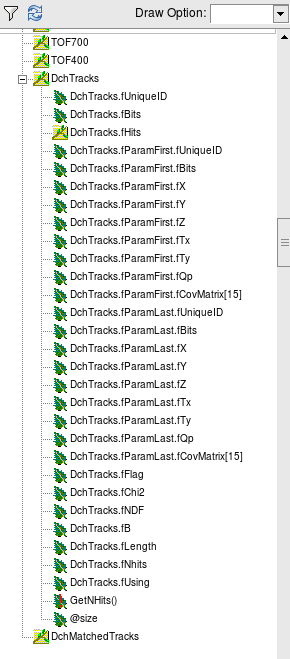 Draw Option:
TOF700
TOF400
DchTracks
DchTracks.fUniqueID
DchTracks.fBits
DchTracks.fHits
DchTracks.fParamFirst.fUniqueID
DchTracks.fParamFirst.fBits
DchTracks.fParamFirst.fX
DchTracks.fParamFirst.fY
DchTracks.fParamFirst.fZ
DchTracks.fParamFirst.fTx
DchTracks.fParamFirst.fTy
DchTracks.fParamFirst.fQp
DchTracks.fParamFirst.fCovMatrix[15]
DchTracks.fParamLast.fUniqueID
DchTracks.fParamLast.fBits
DchTracks.fParamLast.fX
DchTracks.fParamLast.fY
DchTracks.fParamLast.fZ
DchTracks.fParamLast.fTx
DchTracks.fParamLast.fTy
DchTracks.fParamLast.fQp
DchTracks.fParamLast.fCovMatrix[15]
DchTracks.fFlag
DchTracks.fChi2
DchTracks.fNDF
DchTracks.fB
DchTracks.fLength
DchTracks.fNhits
DchTracks.fUsing
GetNHits()
@size
DchMatchedTracks